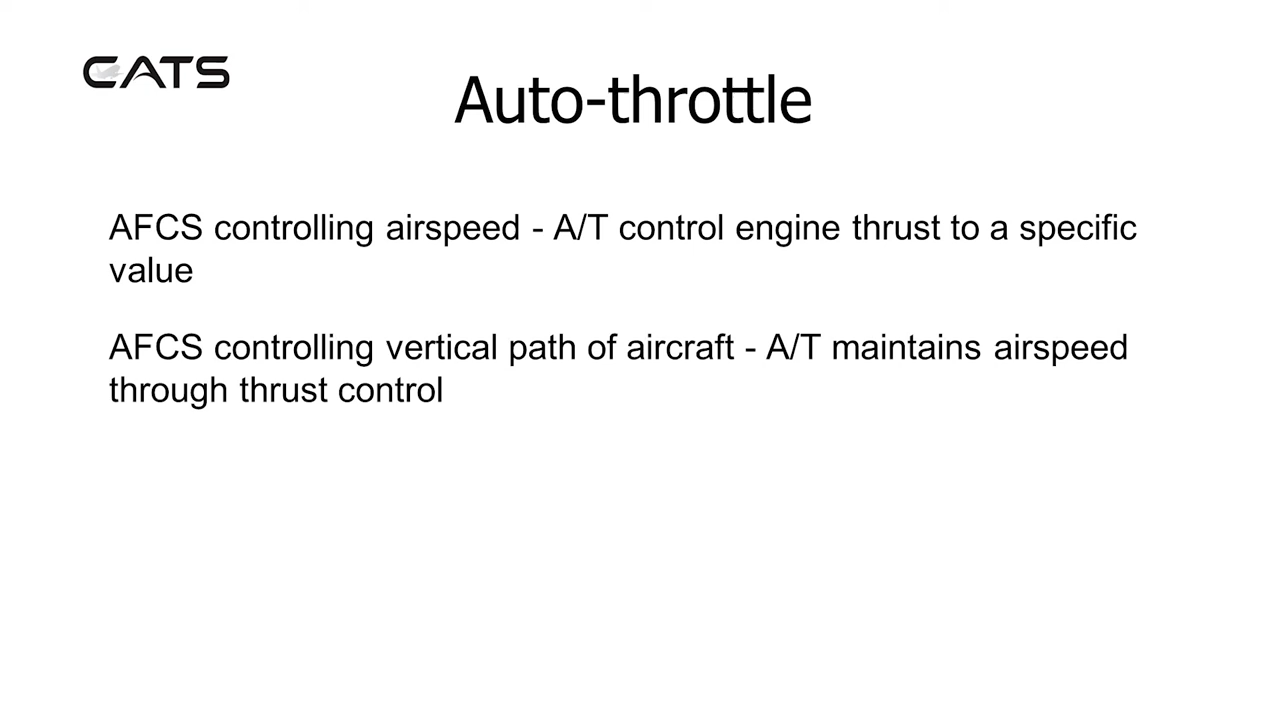 CATS
Auto-throttle
AFCS controlling airspeed - A/T control engine thrust to a specific
value
AFCS controlling vertical path of aircraft - A/T maintains airspeed
through thrust control